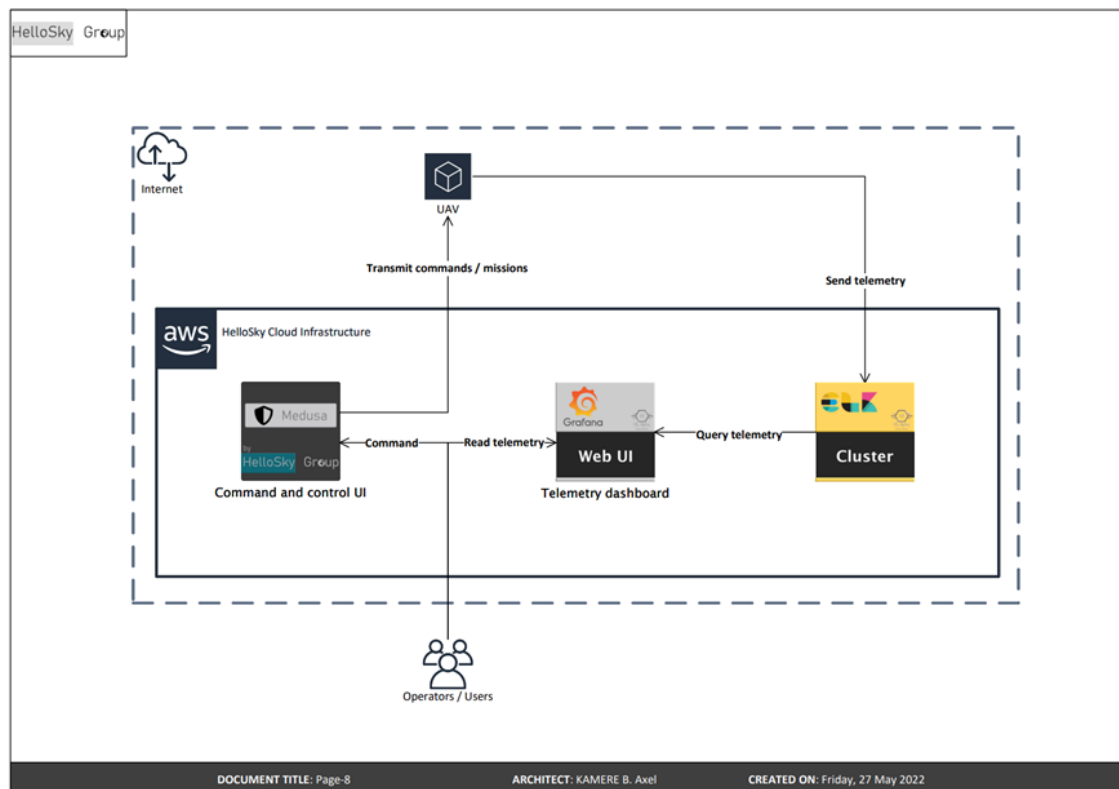 HelloSky Group
Internet
UAV
Transmit commands / missions
Send telemetry
aws
HelloSky Cloud Infrastructure
Medusa
by
HelloSky Group
Command and control UI
Command
Read telemetry
Grafana
Web UI
Telemetry dashboard
Query telemetry
elk
Cluster
Operators / Users
DOCUMENT TITLE: Page-8 ARCHITECT: KAMERE B. Axel CREATED ON: Friday, 27 May 2022